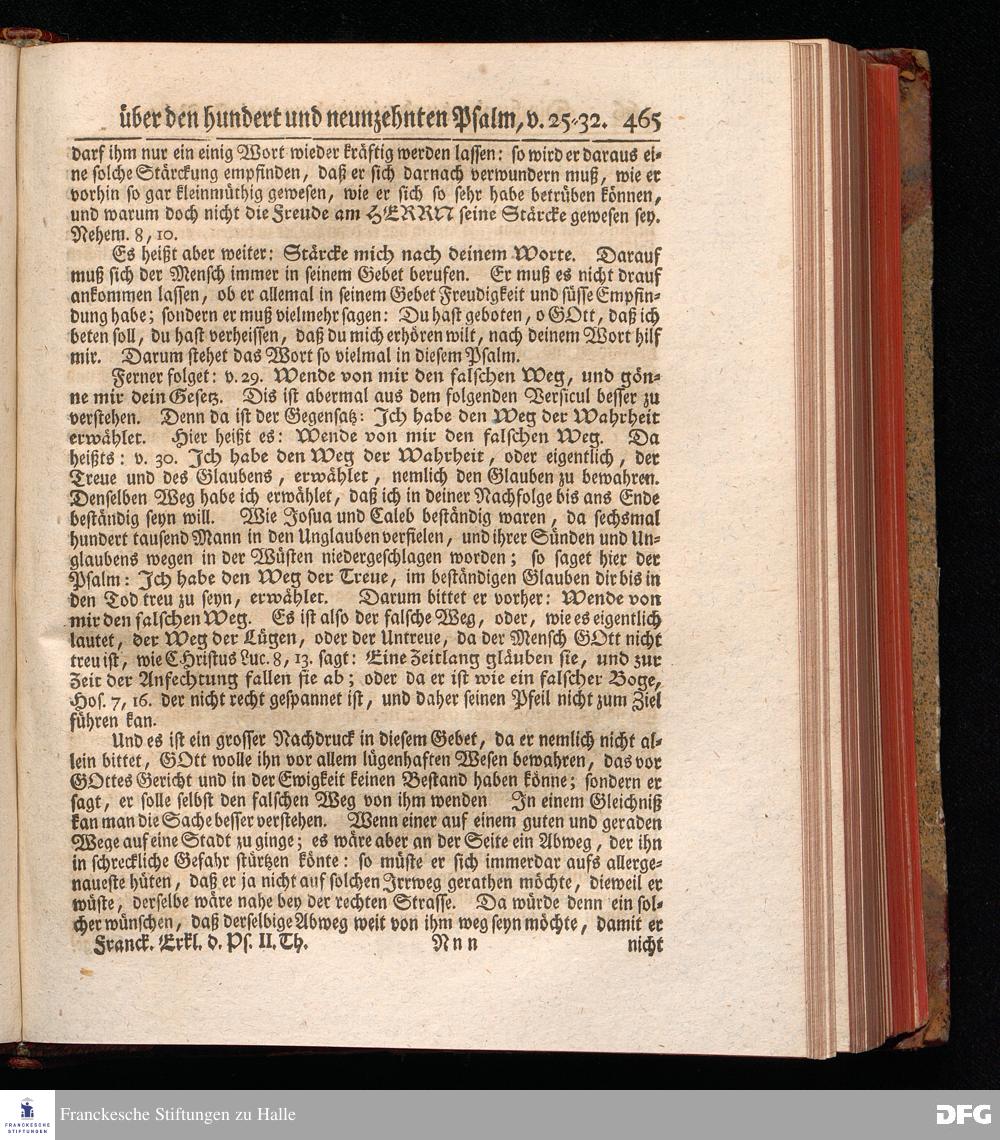 über den hundert und neunzehnten Psalm, v. 25-32. 465
darf ihm nur ein einig Wort wieder kräftig werden lassen: so wird er daraus ei-
ne solche Stärckung empfinden, daß er sich darnach verwundern muß, wie er
vorhin so gar kleinmüthig gewesen, wie er sich so sehr habe betrüben können,
und warum doch nicht die Freude am HERRN seine Stärcke gewesen sey.
Nehem. 8, 10.
Es heißt aber weiter: Stärcke mich nach deinem Worte. Darauf
muß sich der Mensch immer in seinem Gebet berufen. Er muß es nicht drauf
ankommen lassen, ob er allemal in seinem Gebet Freudigkeit und süsse Empfin-
dung habe; sondern er muß vielmehr sagen: Du hast geboten, o GOtt, daß ich
beten soll, du hast verheissen, daß du mich erhören wilt, nach deinem Wort hilf
mir. Darum stehet das Wort so vielmal in diesem Psalm.
Ferner folget: v. 29. Wende von mir den falschen Weg, und gön-
ne mir dein Gesetz. Dis ist abermal aus dem folgenden Versicul besser zu
verstehen. Denn da ist der Gegensatz: Ich habe den Weg der Wahrheit
erwählet. Hier heißt es: Wende von mir den falschen Weg. Da
heißts: v. 30. Ich habe den Weg der Wahrheit, oder eigentlich, der
Treue und des Glaubens, erwählet, nemlich den Glauben zu bewahren.
Denselben Weg habe ich erwählet, daß ich in deiner Nachfolge bis ans Ende
beständig seyn will. Wie Josua und Caleb beständig waren, da sechsmal
hundert tausend Mann in den Unglauben verfielen, und ihrer Sünden und Un-
glaubens wegen in der Wüsten niedergeschlagen worden; so saget hier der
Psalm: Ich habe den Weg der Treue, im beständigen Glauben dir bis in
den Tod treu zu seyn, erwählet. Darum bittet er vorher: Wende von
mir den falschen Weg. Es ist also der falsche Weg, oder, wie es eigentlich
lautet, der Weg der Lügen, oder der Untreue, da der Mensch GOtt nicht
treu ist, wie CHristus Luc. 8, 13. sagt: Eine Zeitlang gläuben sie, und zur
Zeit der Anfechtung fallen sie ab; oder da er ist wie ein falscher Boge,
Hos. 7, 16. der nicht recht gespannet ist, und daher seinen Pfeil nicht zum Ziel
führen kan.
Und es ist ein grosser Nachdruck in diesem Gebet, da er nemlich nicht al-
lein bittet, GOtt wolle ihn vor allem lügenhaften Wesen bewahren, das vor
GOttes Gericht und in der Ewigkeit keinen Bestand haben könne; sondern er
sagt, er solle selbst den falschen Weg von ihm wenden In einem Gleichniß
kan man die Sache besser verstehen. Wenn einer auf einem guten und geraden
Wege auf eine Stadt zu ginge; es wäre aber an der Seite ein Abweg, der ihn
in schreckliche Gefahr stürtzen könte: so müste er sich immerdar aufs allerge-
naueste hüten, daß er ja nicht auf solchen Irrweg gerathen möchte, dieweil er
wüste, derselbe wäre nahe bey der rechten Strasse. Da würde denn ein sol-
cher wünschen, daß derselbige Abweg weit von ihm weg seyn möchte, damit er
Franck. Erkl. d. Ps. II. Th. Nnn nicht
FRANCKESCHE
STIFTUNGEN
Franckesche Stiftungen zu Halle
DFG